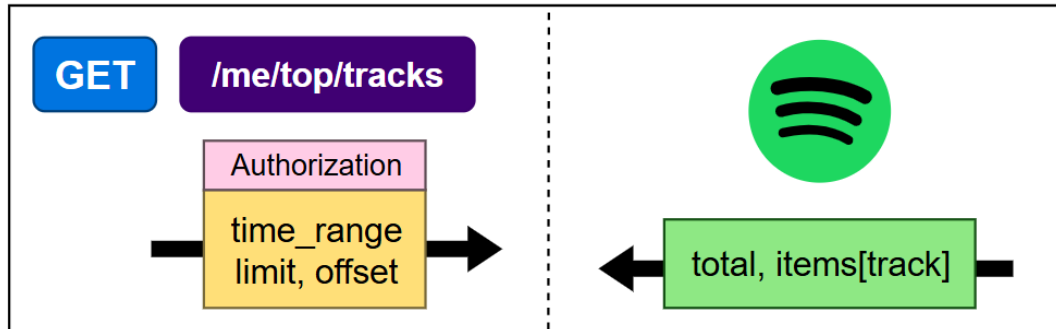 GET /me/top/tracks
Authorization
time_range
limit, offset
total, items[track]